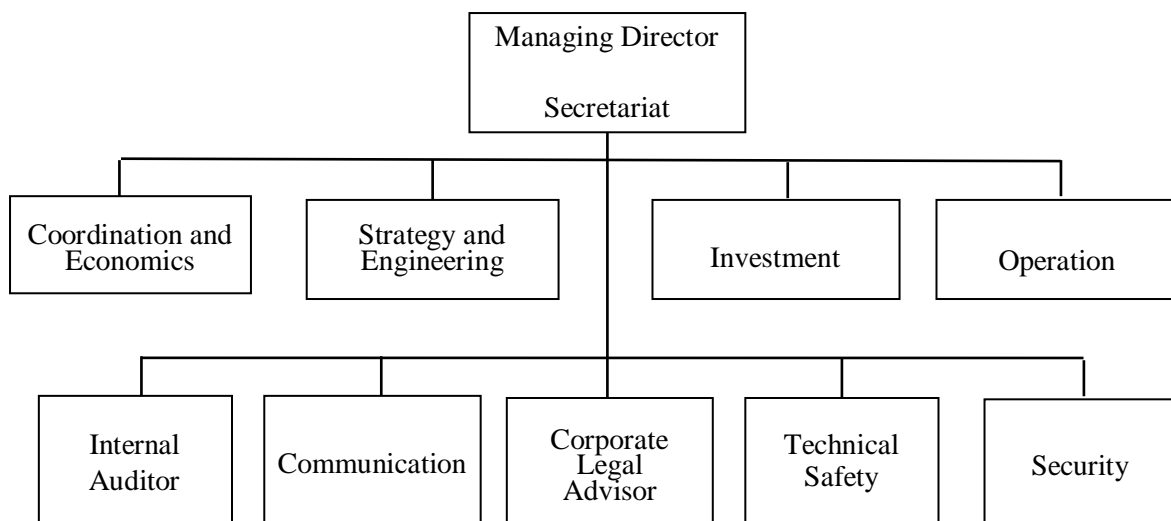 Managing Director
Secretariat
Coordination and
Economics
Strategy and
Engineering
Investment
Operation
Internal
Auditor
Communication
Corporate
Legal
Advisor
Technical
Safety
Security